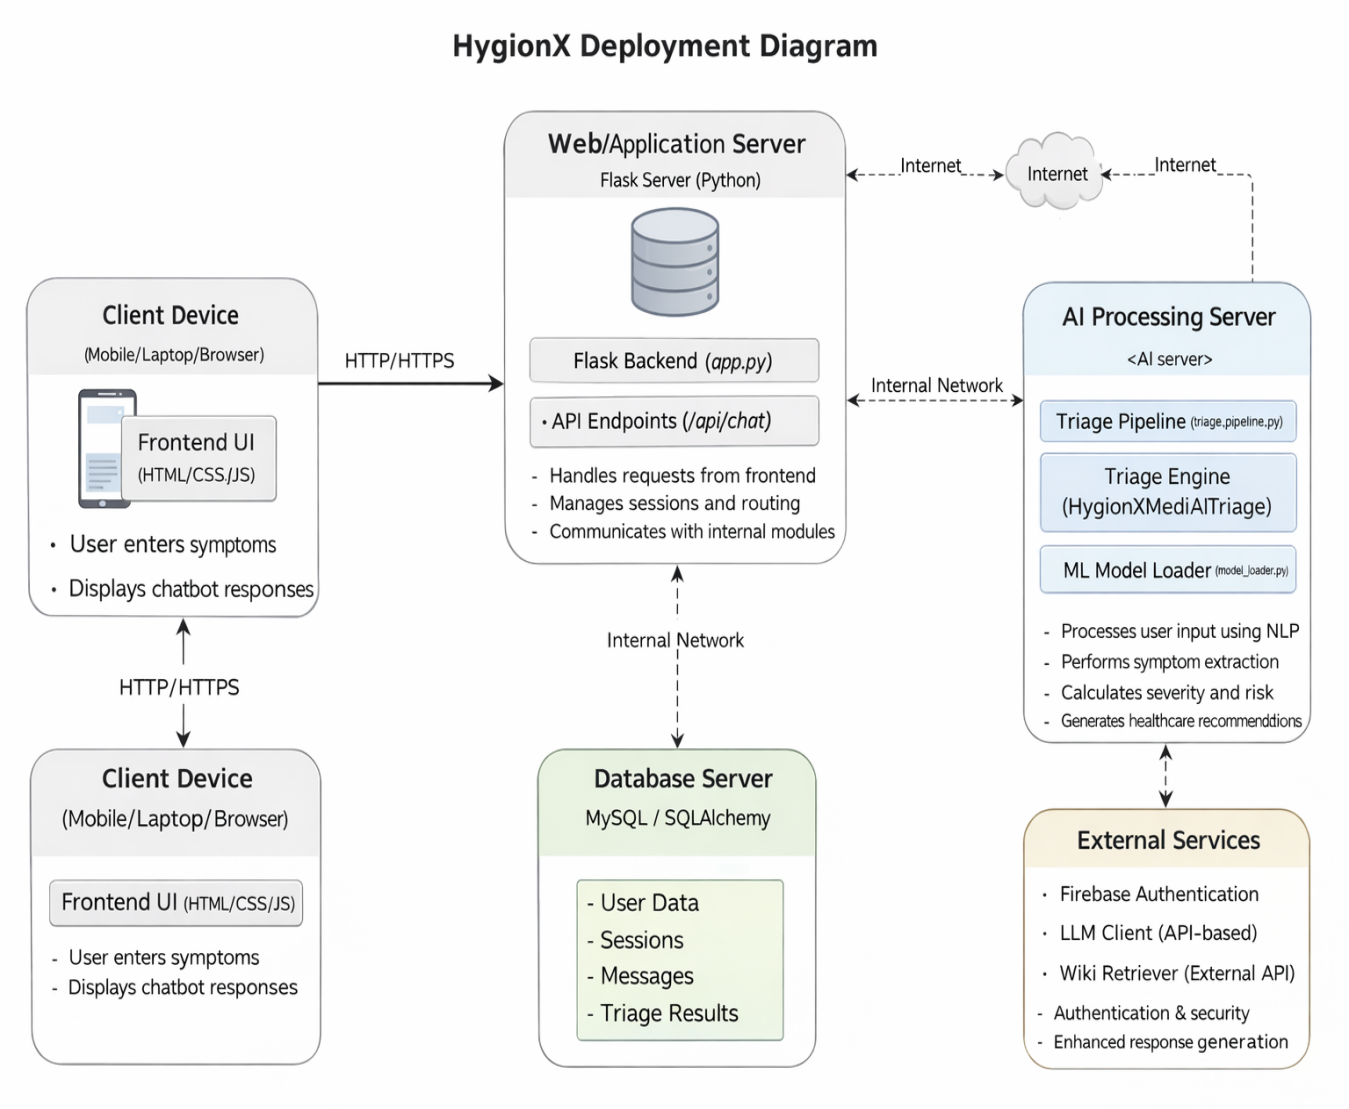 HygionX Deployment Diagram
Web/Application Server
Flask Server (Python)
Flask Backend (app.py)
• API Endpoints (/api/chat)
- Handles requests from frontend
- Manages sessions and routing
- Communicates with internal modules
Internet
Internet
Internet
Client Device
(Mobile/Laptop/Browser)
Frontend UI
(HTML/CSS/JS)
• User enters symptoms
• Displays chatbot responses
HTTP/HTTPS
Internal Network
AI Processing Server
<AI server>
Triage Pipeline (triage.pipeline.py)
Triage Engine
(HygionXMediAITriage)
ML Model Loader (model_loader.py)
- Processes user input using NLP
- Performs symptom extraction
- Calculates severity and risk
- Generates healthcare recommenddions
HTTP/HTTPS
Internal Network
Client Device
(Mobile/Laptop/Browser)
Frontend UI (HTML/CSS/JS)
- User enters symptoms
- Displays chatbot responses
Database Server
MySQL / SQLAlchemy
- User Data
- Sessions
- Messages
- Triage Results
External Services
· Firebase Authentication
· LLM Client (API-based)
· Wiki Retriever (External API)
- Authentication & security
- Enhanced response generation